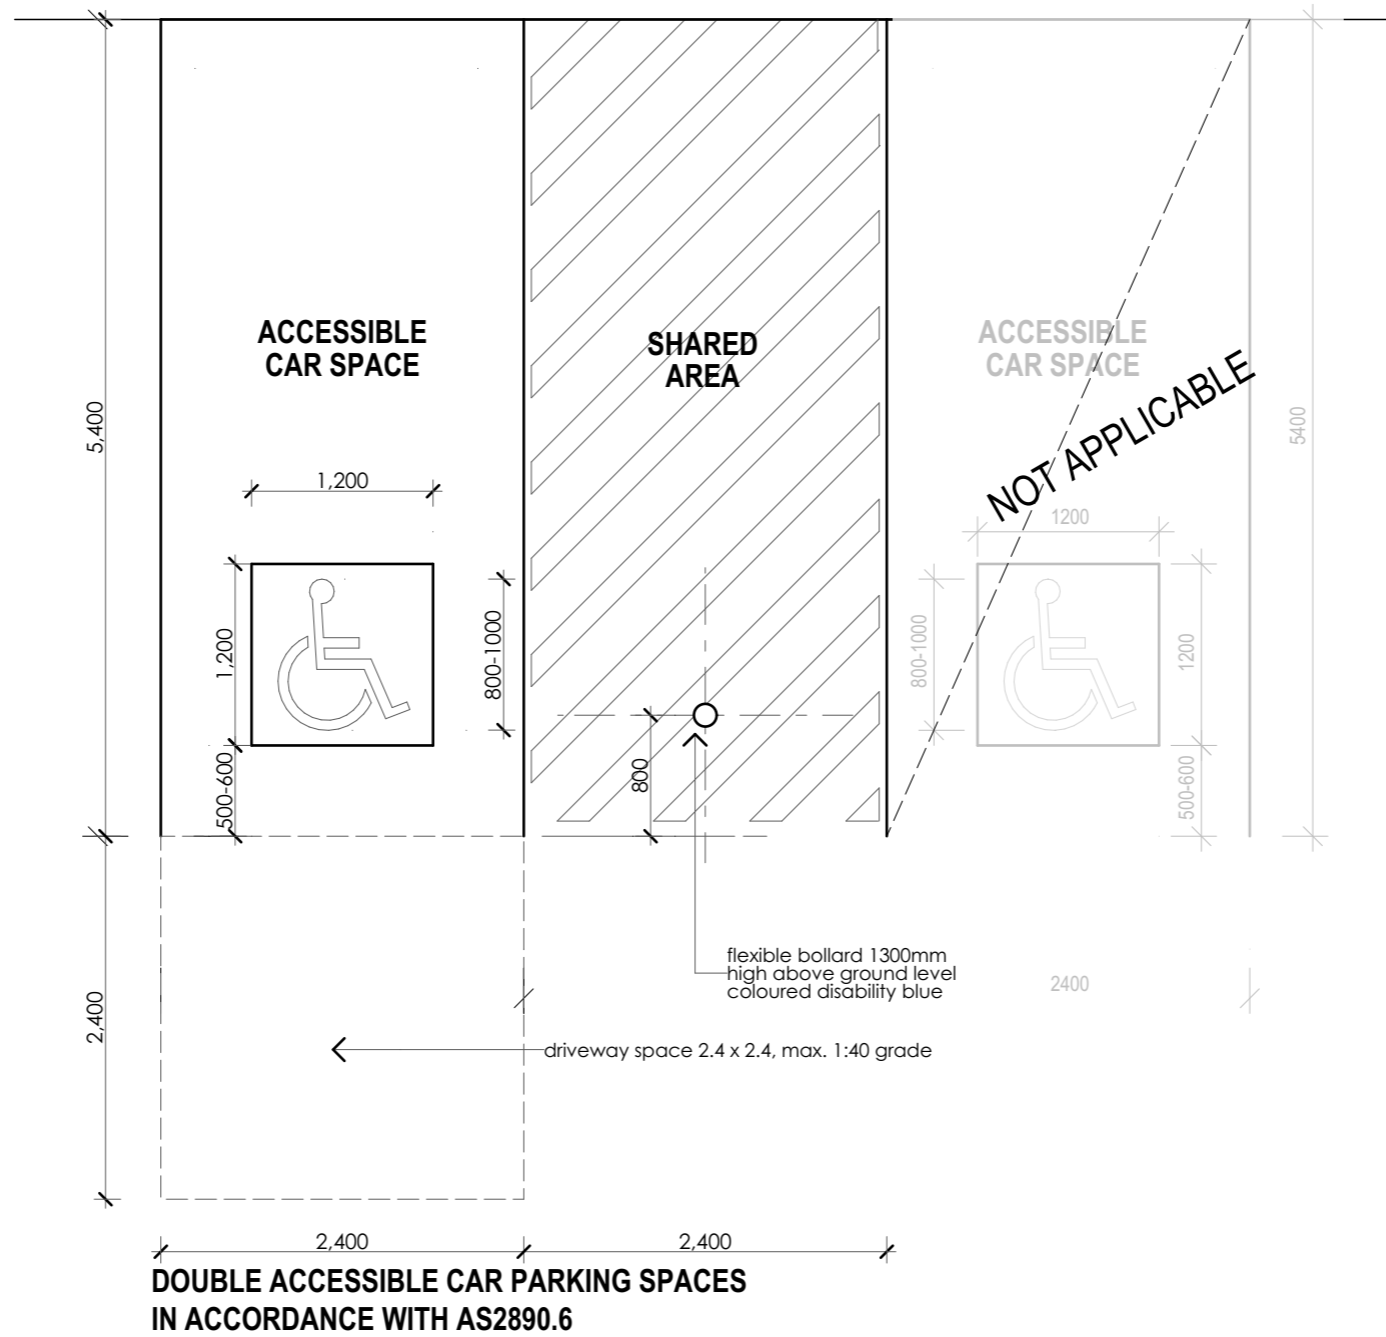 ACCESSIBLE
CAR SPACE
SHARED
AREA
ACCESSIBLE
CAR SPACE
NOT APPLICABLE
5,400
5400
1,200
1200
1,200
800-1000
800-1000
1200
500-600
800
500-600
flexible bollard 1300mm
high above ground level
coloured disability blue
2400
2,400
driveway space 2.4 x 2.4, max. 1:40 grade
2,400
2,400
DOUBLE ACCESSIBLE CAR PARKING SPACES
IN ACCORDANCE WITH AS2890.6